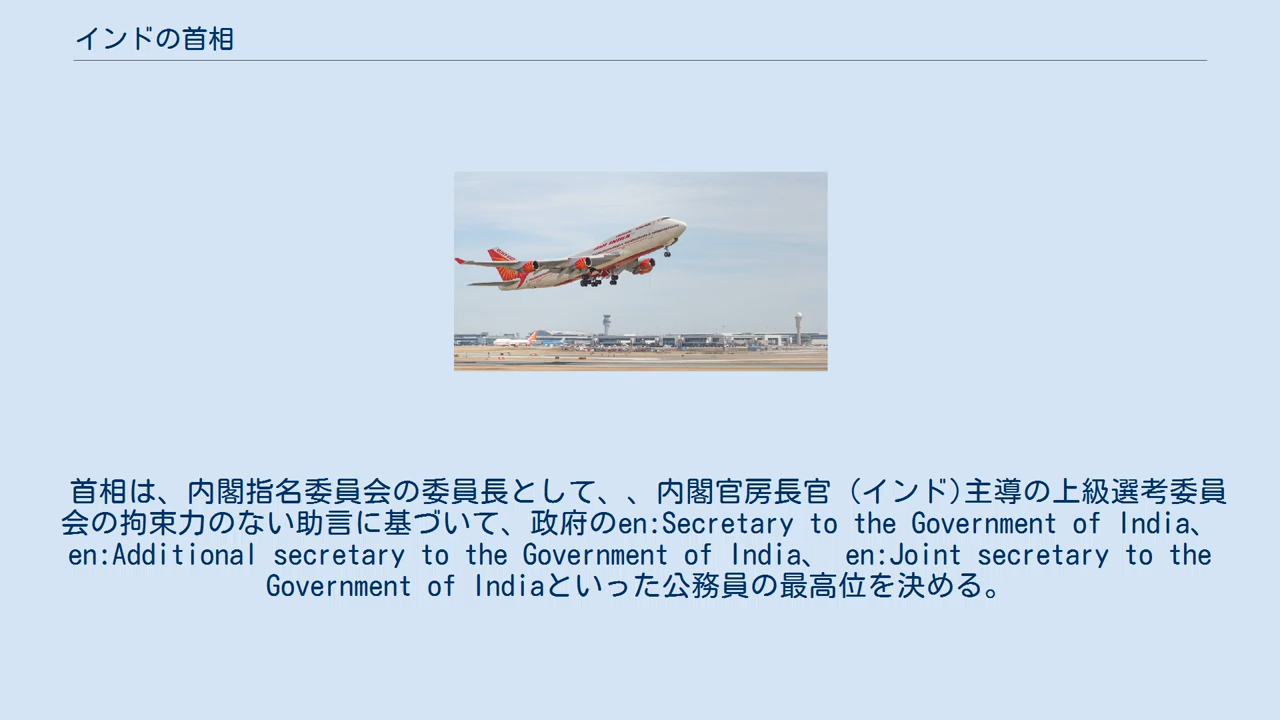 インドの首相
AIR INDIA
首相は、内閣指名委員会の委員長として、、内閣官房長官 (インド)主導の上級選考委員
会の拘束力のない助言に基づいて、政府のen:Secretary to the Government of India、
en:Additional secretary to the Government of India、 en:Joint secretary to the
Government of Indiaといった公務員の最高位を決める。